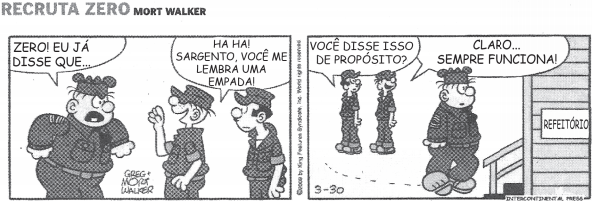 RECRUTA ZERO MORT WALKER
ZERO! EU JÁ
DISSE QUE...
HA HA!
SARGENTO, VOCÊ ME
LEMBRA UMA
EMPADA!
GREG +
MORT
WALKER
©2009 by King Features Syndicate, Inc. World rights reserved
VOCÊ DISSE ISSO
DE PROPÓSITO?
CLARO...
SEMPRE FUNCIONA!
REFEITÓRIO
3-30
INTERCONTINENTAL PRESS